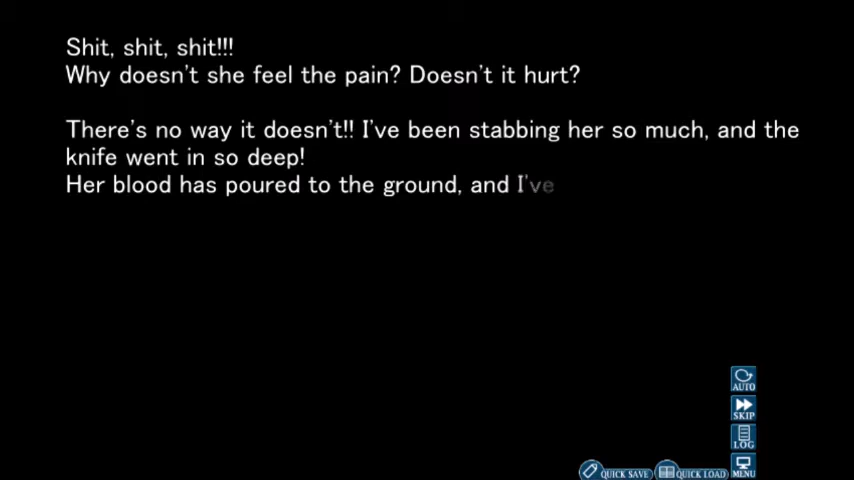 Shit, shit, shit!!!
Why doesn't she feel the pain? Doesn't it hurt?
There's no way it doesn't!! I've been stabbing her so much, and the
knife went in so deep!
Her blood has poured to the ground, and I've
AUTO
SKIP
LOG
MENU
QUICK SAVE
QUICK LOAD